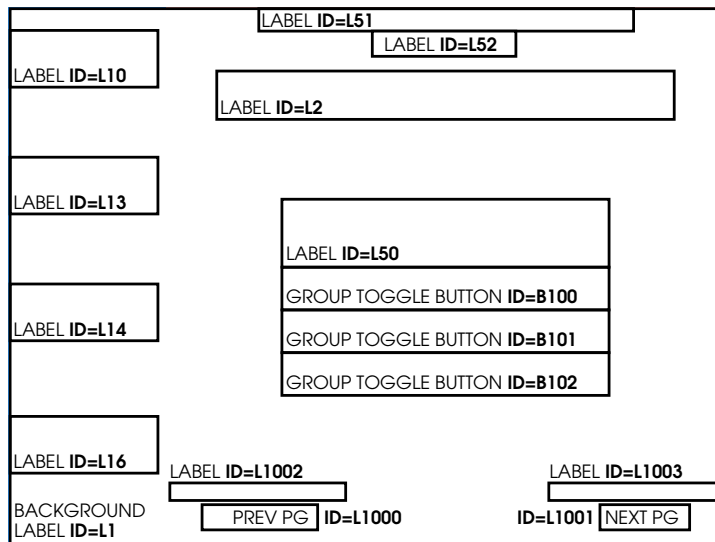 LABEL ID=L51
LABEL ID=L52
LABEL ID=L10
LABEL ID=L2
LABEL ID=L13
LABEL ID=L50
GROUP TOGGLE BUTTON ID=B100
LABEL ID=L14
GROUP TOGGLE BUTTON ID=B101
GROUP TOGGLE BUTTON ID=B102
LABEL ID=L16
LABEL ID=L1002
LABEL ID=L1003
BACKGROUND
LABEL ID=L1
PREV PG ID=L1000
ID=L1001 NEXT PG